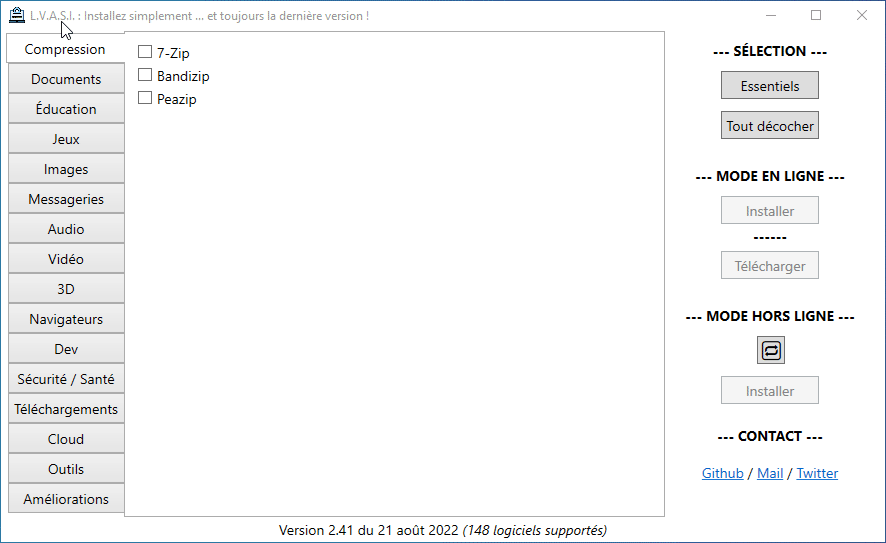 L.V.A.S.I. : Installez simplement ... et toujours la dernière version !
Compression
Documents
Éducation
Jeux
Images
Messageries
Audio
Vidéo
3D
Navigateurs
Dev
Sécurité / Santé
Téléchargements
Cloud
Outils
Améliorations
7-Zip
Bandizip
Peazip
--- SÉLECTION ---
Essentiels
Tout décocher
--- MODE EN LIGNE ---
Installer
------
Télécharger
--- MODE HORS LIGNE ---
Installer
--- CONTACT ---
Github / Mail / Twitter
Version 2.41 du 21 août 2022 (148 logiciels supportés)